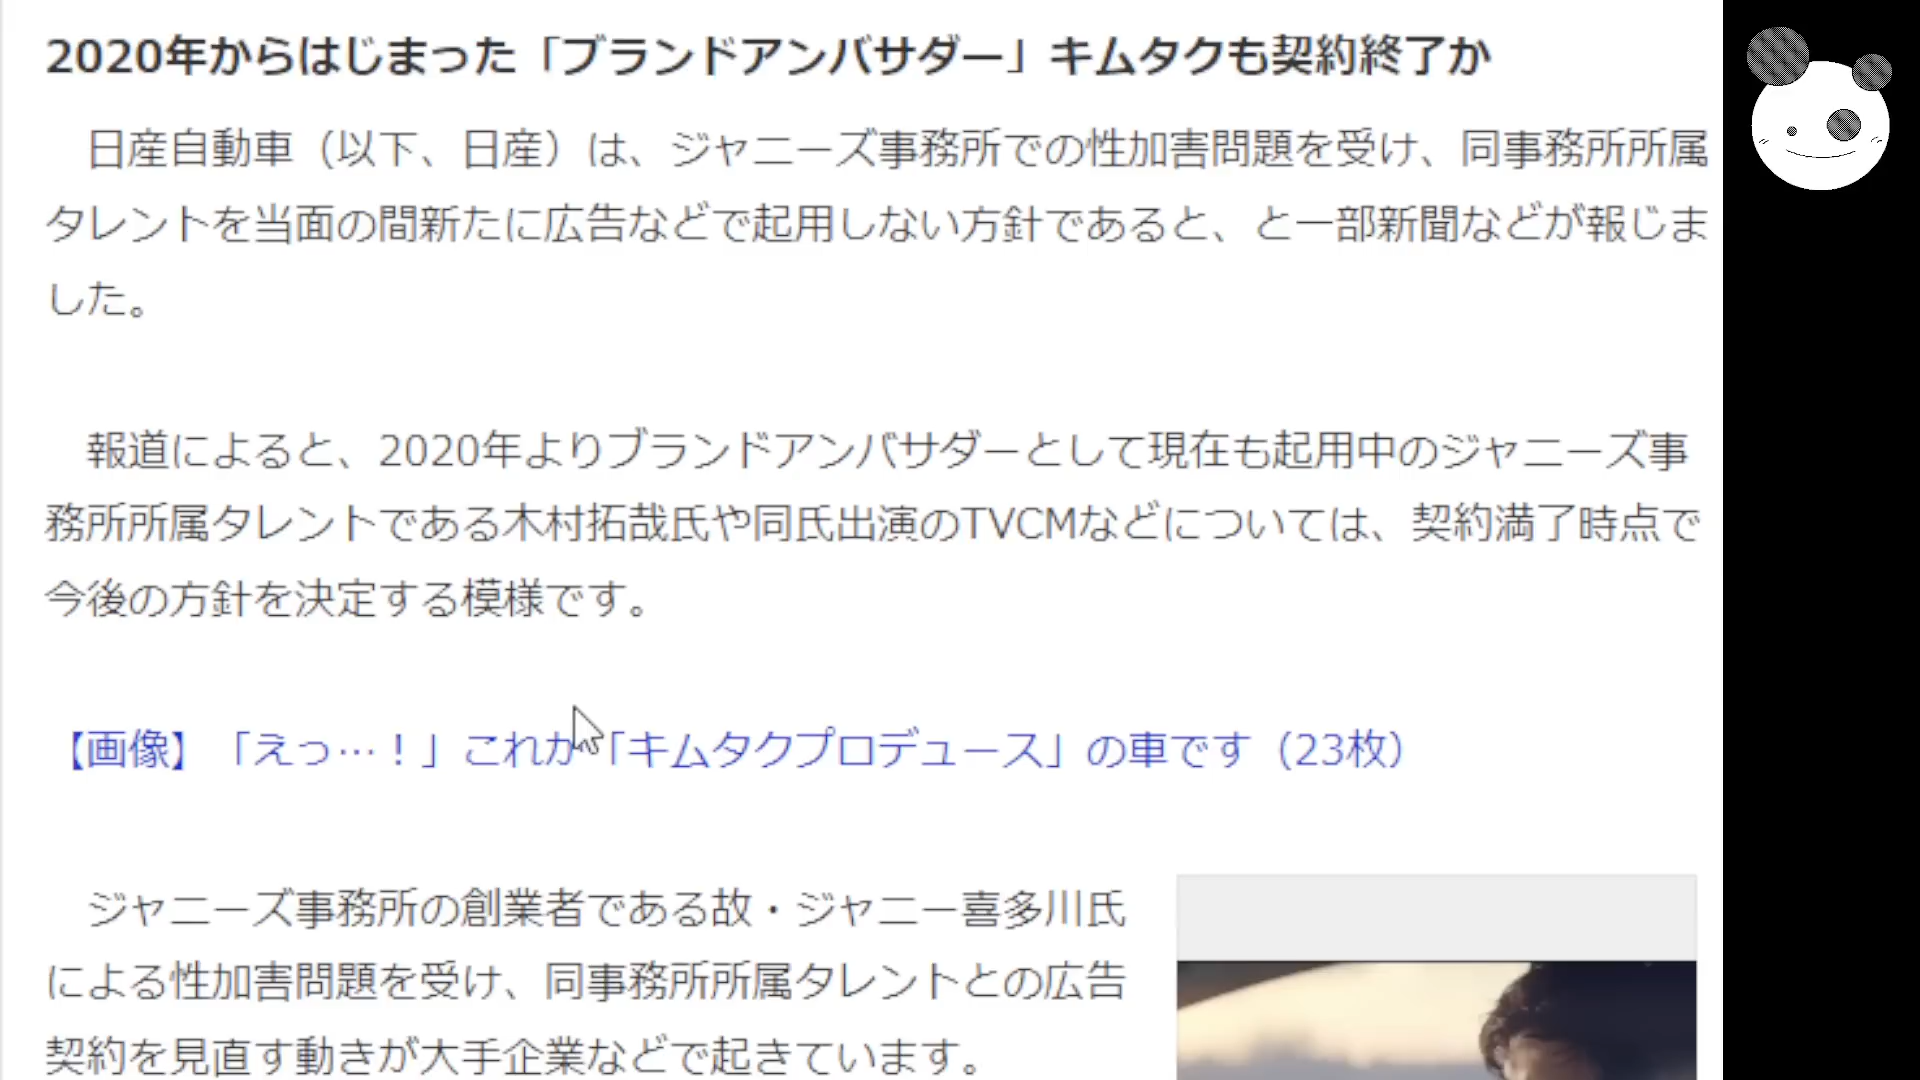 2020年からはじまった「ブランドアンバサダー」キムタクも契約終了か
日産自動車（以下、日産）は、ジャニーズ事務所での性加害問題を受け、同事務所所属
タレントを当面の間新たに広告などで起用しない方針であると、と一部新聞などが報じま
した。
報道によると、2020年よりブランドアンバサダーとして現在も起用中のジャニーズ事
務所所属タレントである木村拓哉氏や同氏出演のTVCMなどについては、契約満了時点で
今後の方針を決定する模様です。
【画像】「えっ…！」これが「キムタクプロデュース」の車です（23枚）
ジャニーズ事務所の創業者である故・ジャニー喜多川氏
による性加害問題を受け、同事務所所属タレントとの広告
契約を見直す動きが大手企業などで起きています。